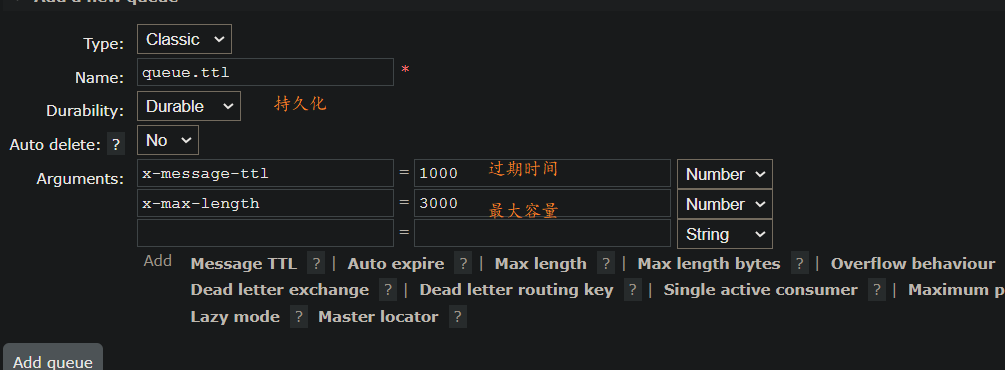 Add a new queue
Type: Classic
Name: queue.ttl *
Durability: Durable 持久化
Auto delete: ? No
Arguments: x-message-ttl = 1000 过期时间 Number
x-max-length = 3000 最大容量 Number
= String
Add Message TTL ? | Auto expire ? | Max length ? | Max length bytes ? | Overflow behaviour
Dead letter exchange ? | Dead letter routing key ? | Single active consumer ? | Maximum p
Lazy mode ? Master locator ?
Add queue